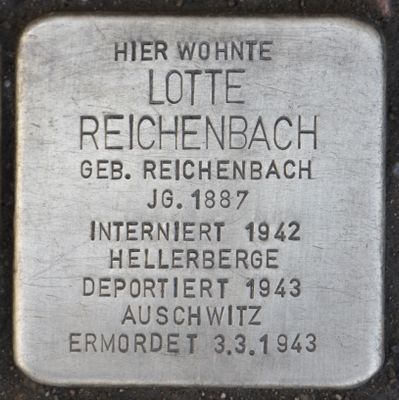 HIER WOHNTE
LOTTE
REICHENBACH
GEB. REICHENBACH
JG. 1887
INTERNIERT 1942
HELLERBERGE
DEPORTIERT 1943
AUSCHWITZ
ERMORDET 3.3.1943